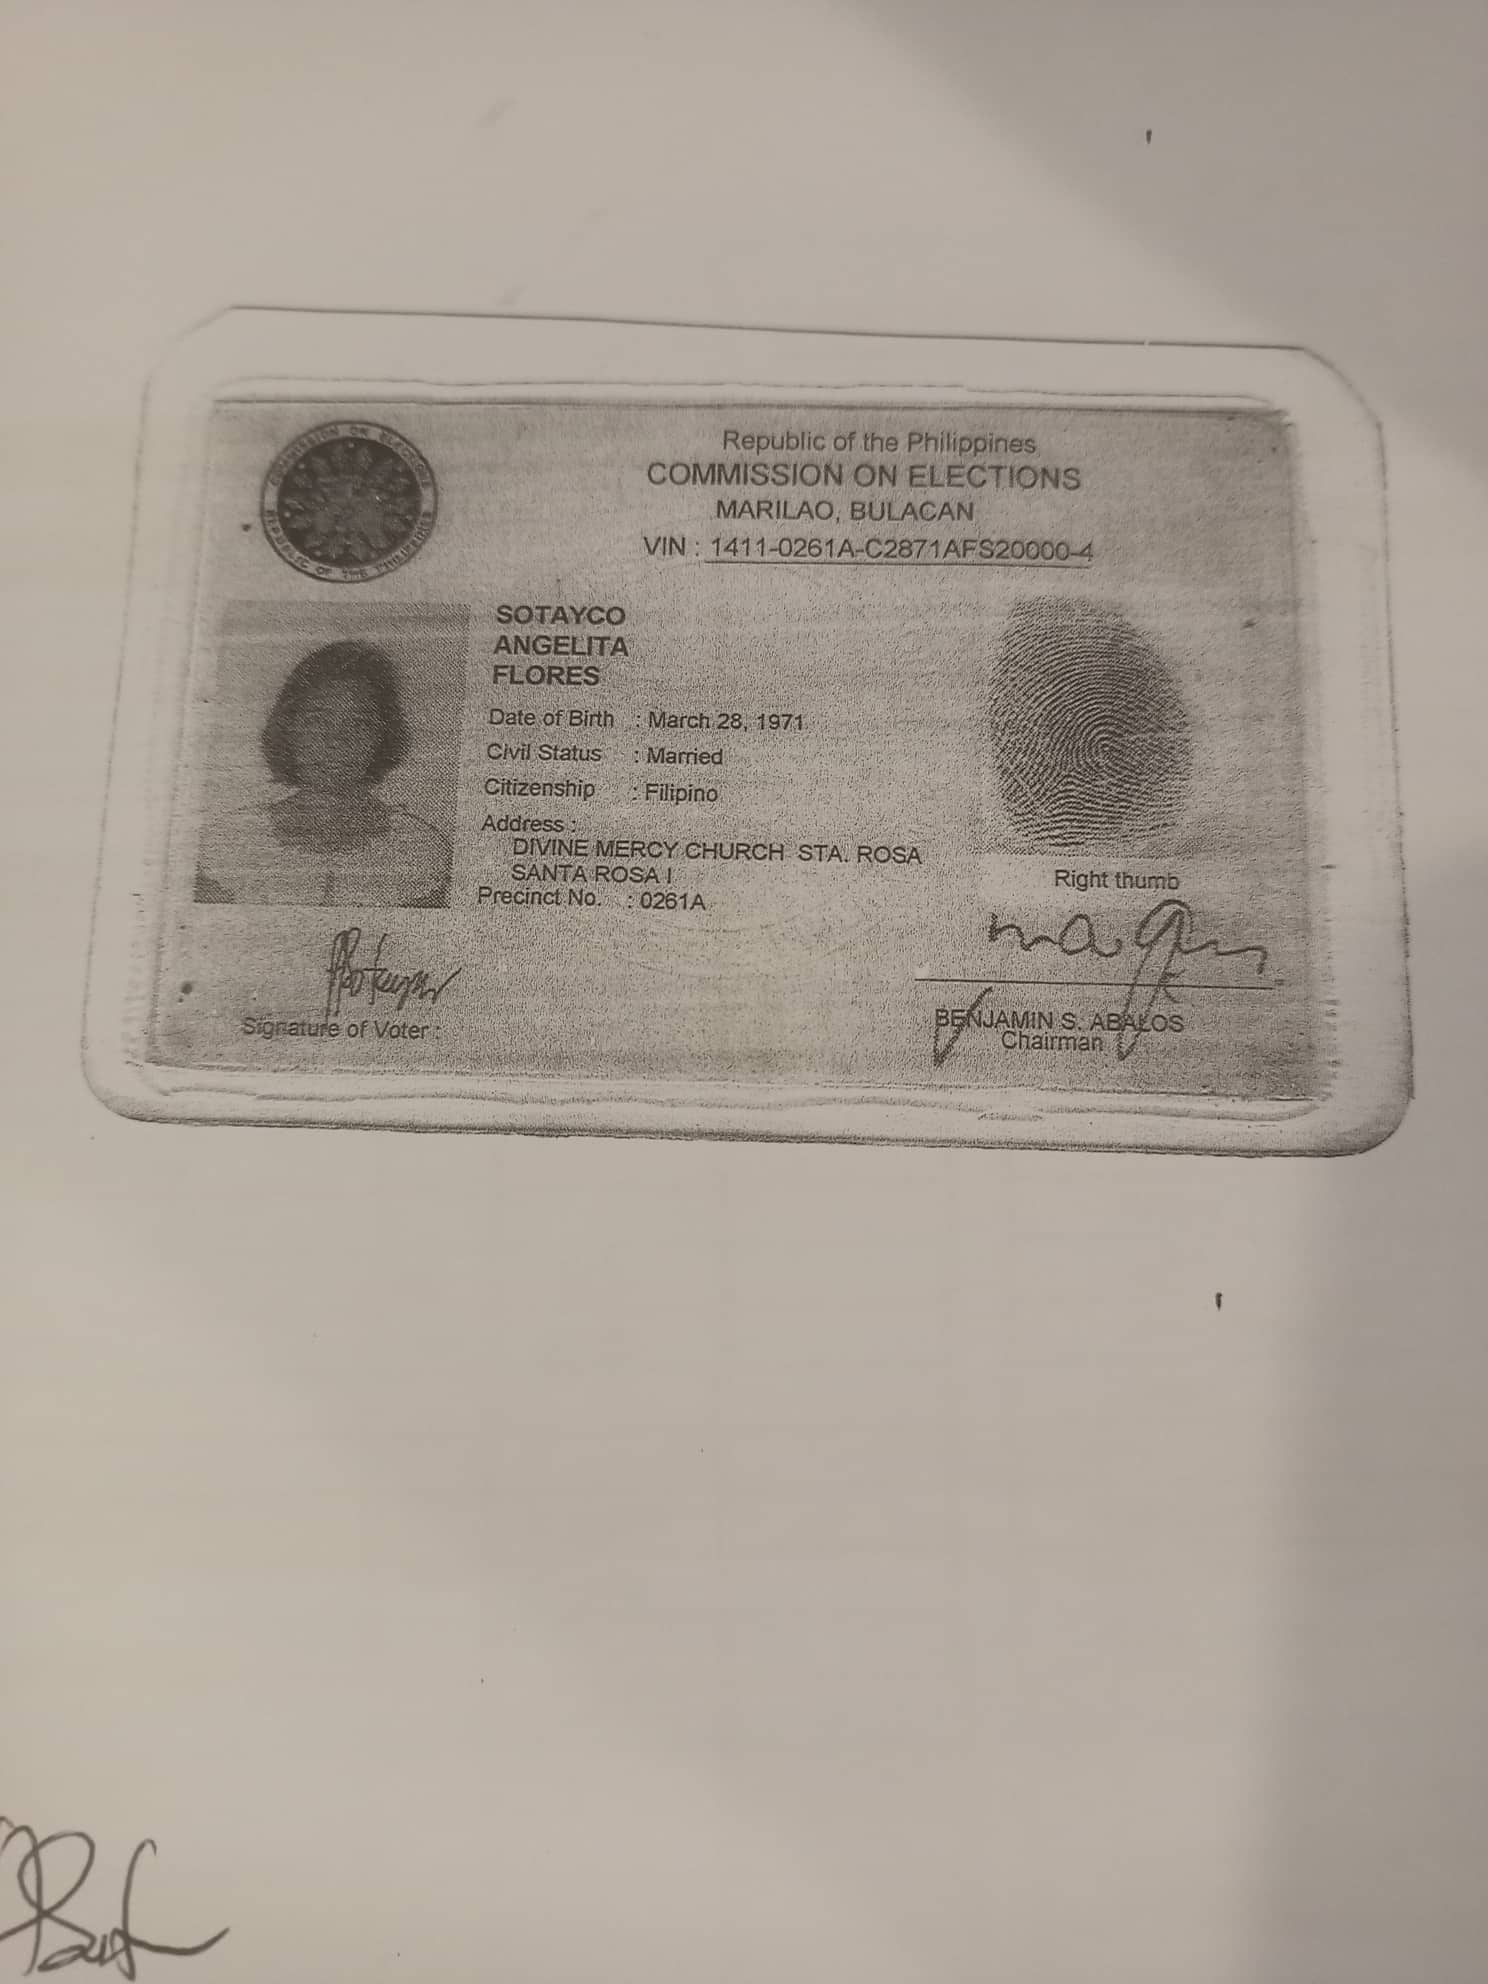 COMMISSION ON ELECTIONS
REPUBLIC OF THE PHILIPPINES
Republic of the Philippines
COMMISSION ON ELECTIONS
MARILAO, BULACAN
VIN : 1411-0261A-C2871AFS20000-4
SOTAYCO
ANGELITA
FLORES
Date of Birth : March 28, 1971
Civil Status : Married
Citizenship : Filipino
Address :
DIVINE MERCY CHURCH STA. ROSA
SANTA ROSA I
Precinct No. : 0261A
Right thumb
Signature of Voter :
BENJAMIN S. ABALOS
Chairman